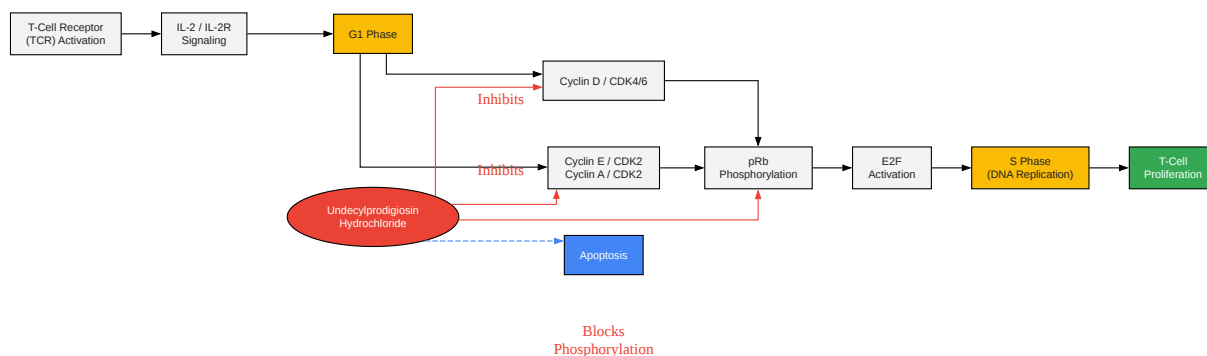 T-Cell Receptor
(TCR) Activation
IL-2 / IL-2R
Signaling
G1 Phase
Cyclin D / CDK4/6
Inhibits
Inhibits
Cyclin E / CDK2
Cyclin A / CDK2
pRb
Phosphorylation
E2F
Activation
S Phase
(DNA Replication)
T-Cell
Proliferation
Undecylprodigiosin
Hydrochloride
Apoptosis
Blocks
Phosphorylation